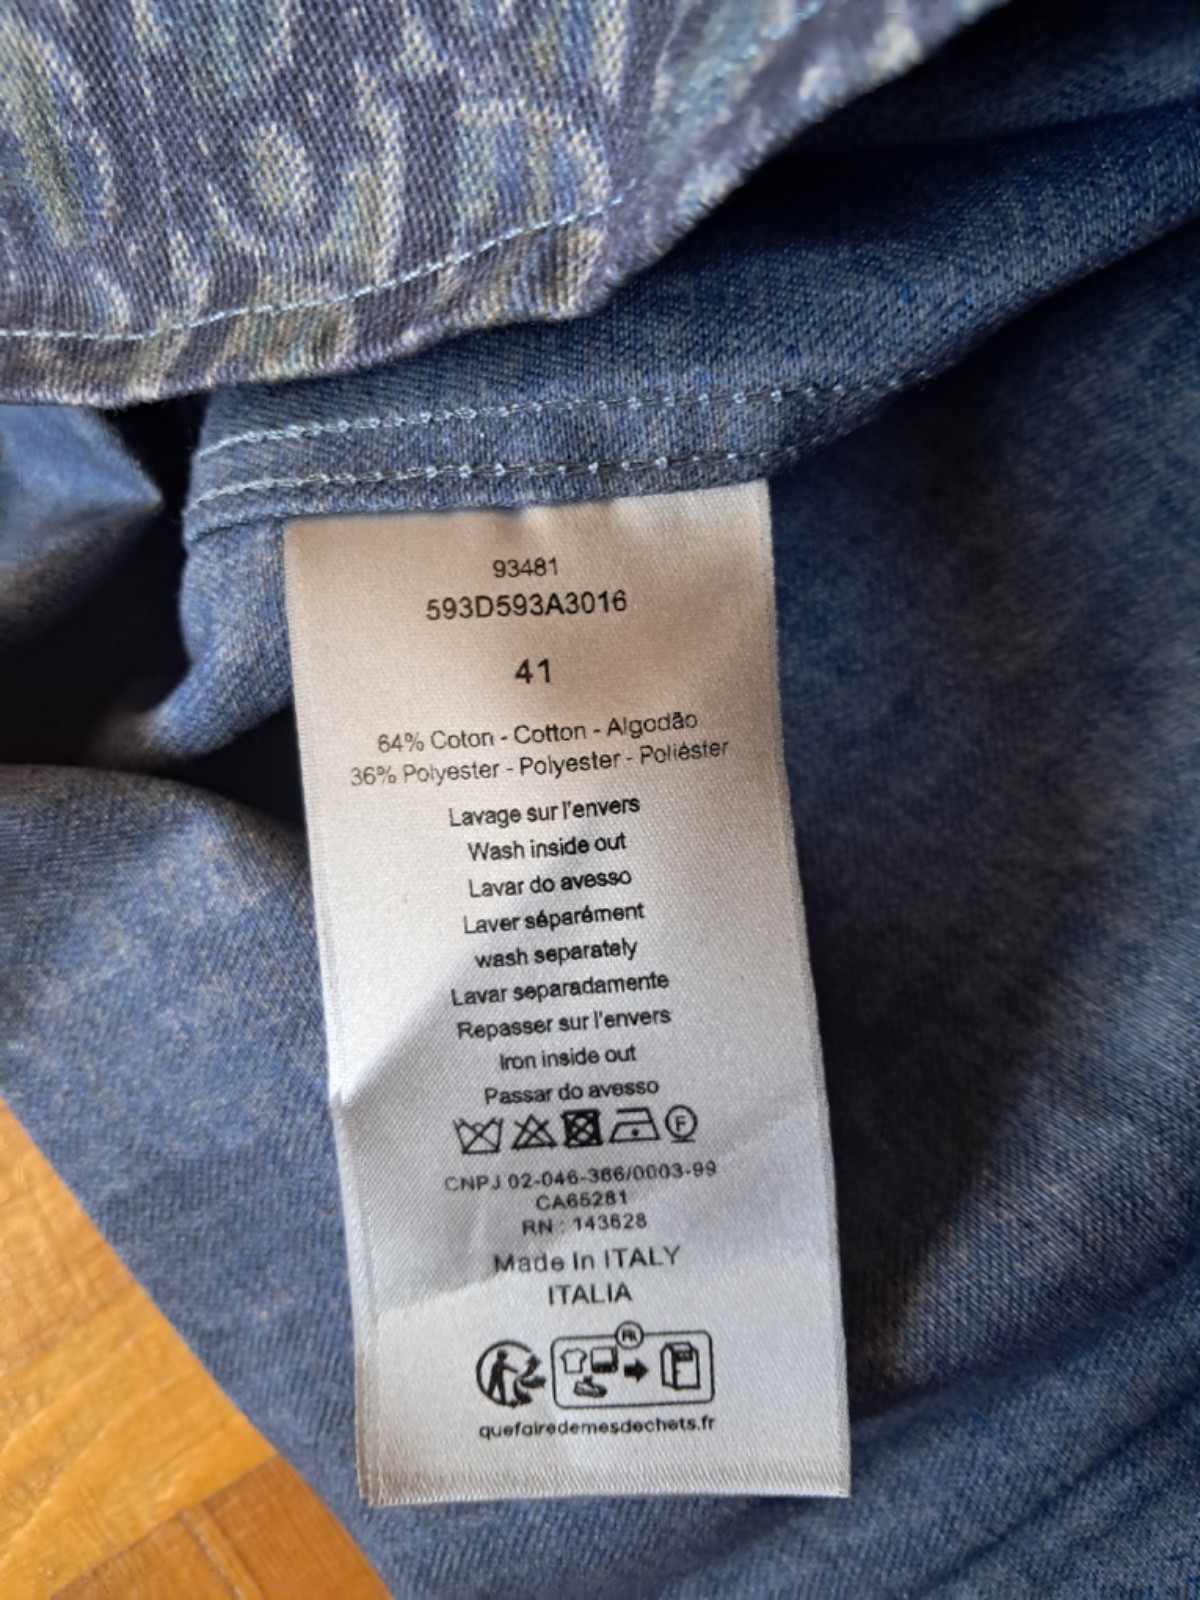 93481
593D593A3016
41
64% Coton - Cotton - Algodão
36% Polyester - Polyester - Poliéster
Lavage sur l'envers
Wash inside out
Lavar do avesso
Laver séparément
wash separately
Lavar separadamente
Repasser sur l'envers
Iron inside out
Passar do avesso
F
CNPJ 02-046-366/0003-99
CA65281
RN : 143628
Made In ITALY
ITALIA
FR
quefairedemesdechets.fr